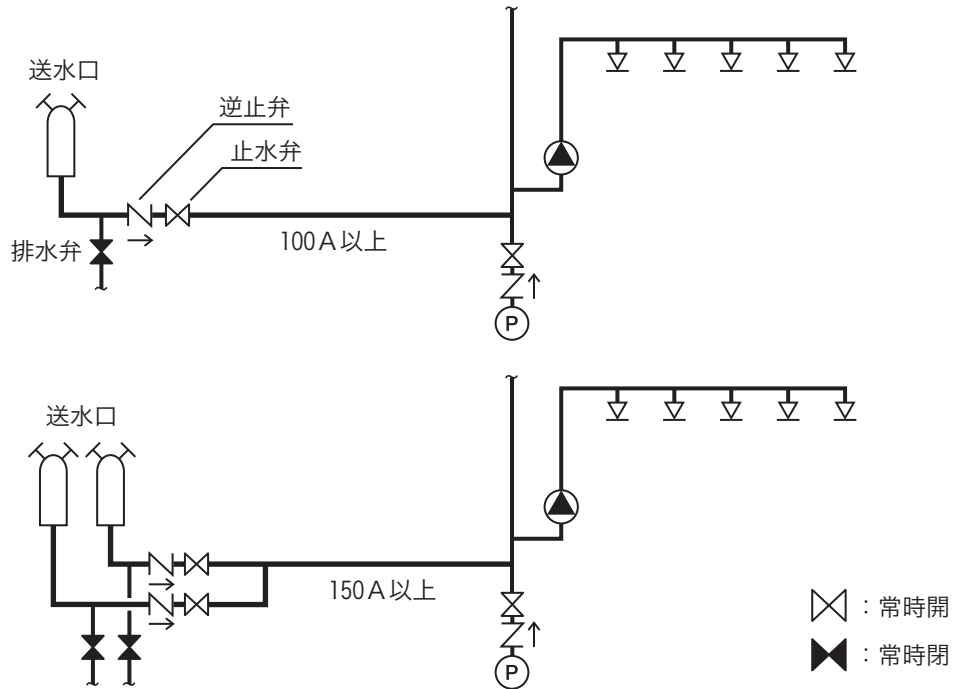 送水口
逆止弁
止水弁
排水弁
100A以上
P
送水口
150A以上
P
：常時開
：常時閉